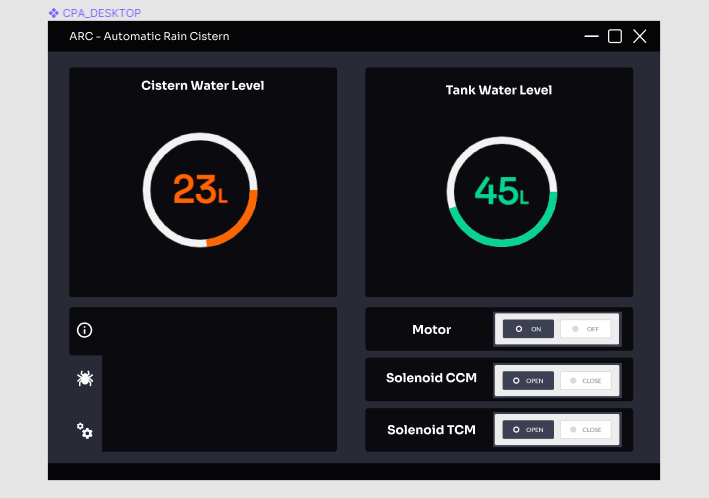 CPA_DESKTOP
ARC - Automatic Rain Cistern
Cistern Water Level
23L
Tank Water Level
45L
Motor
ON
OFF
Solenoid CCM
OPEN
CLOSE
Solenoid TCM
OPEN
CLOSE